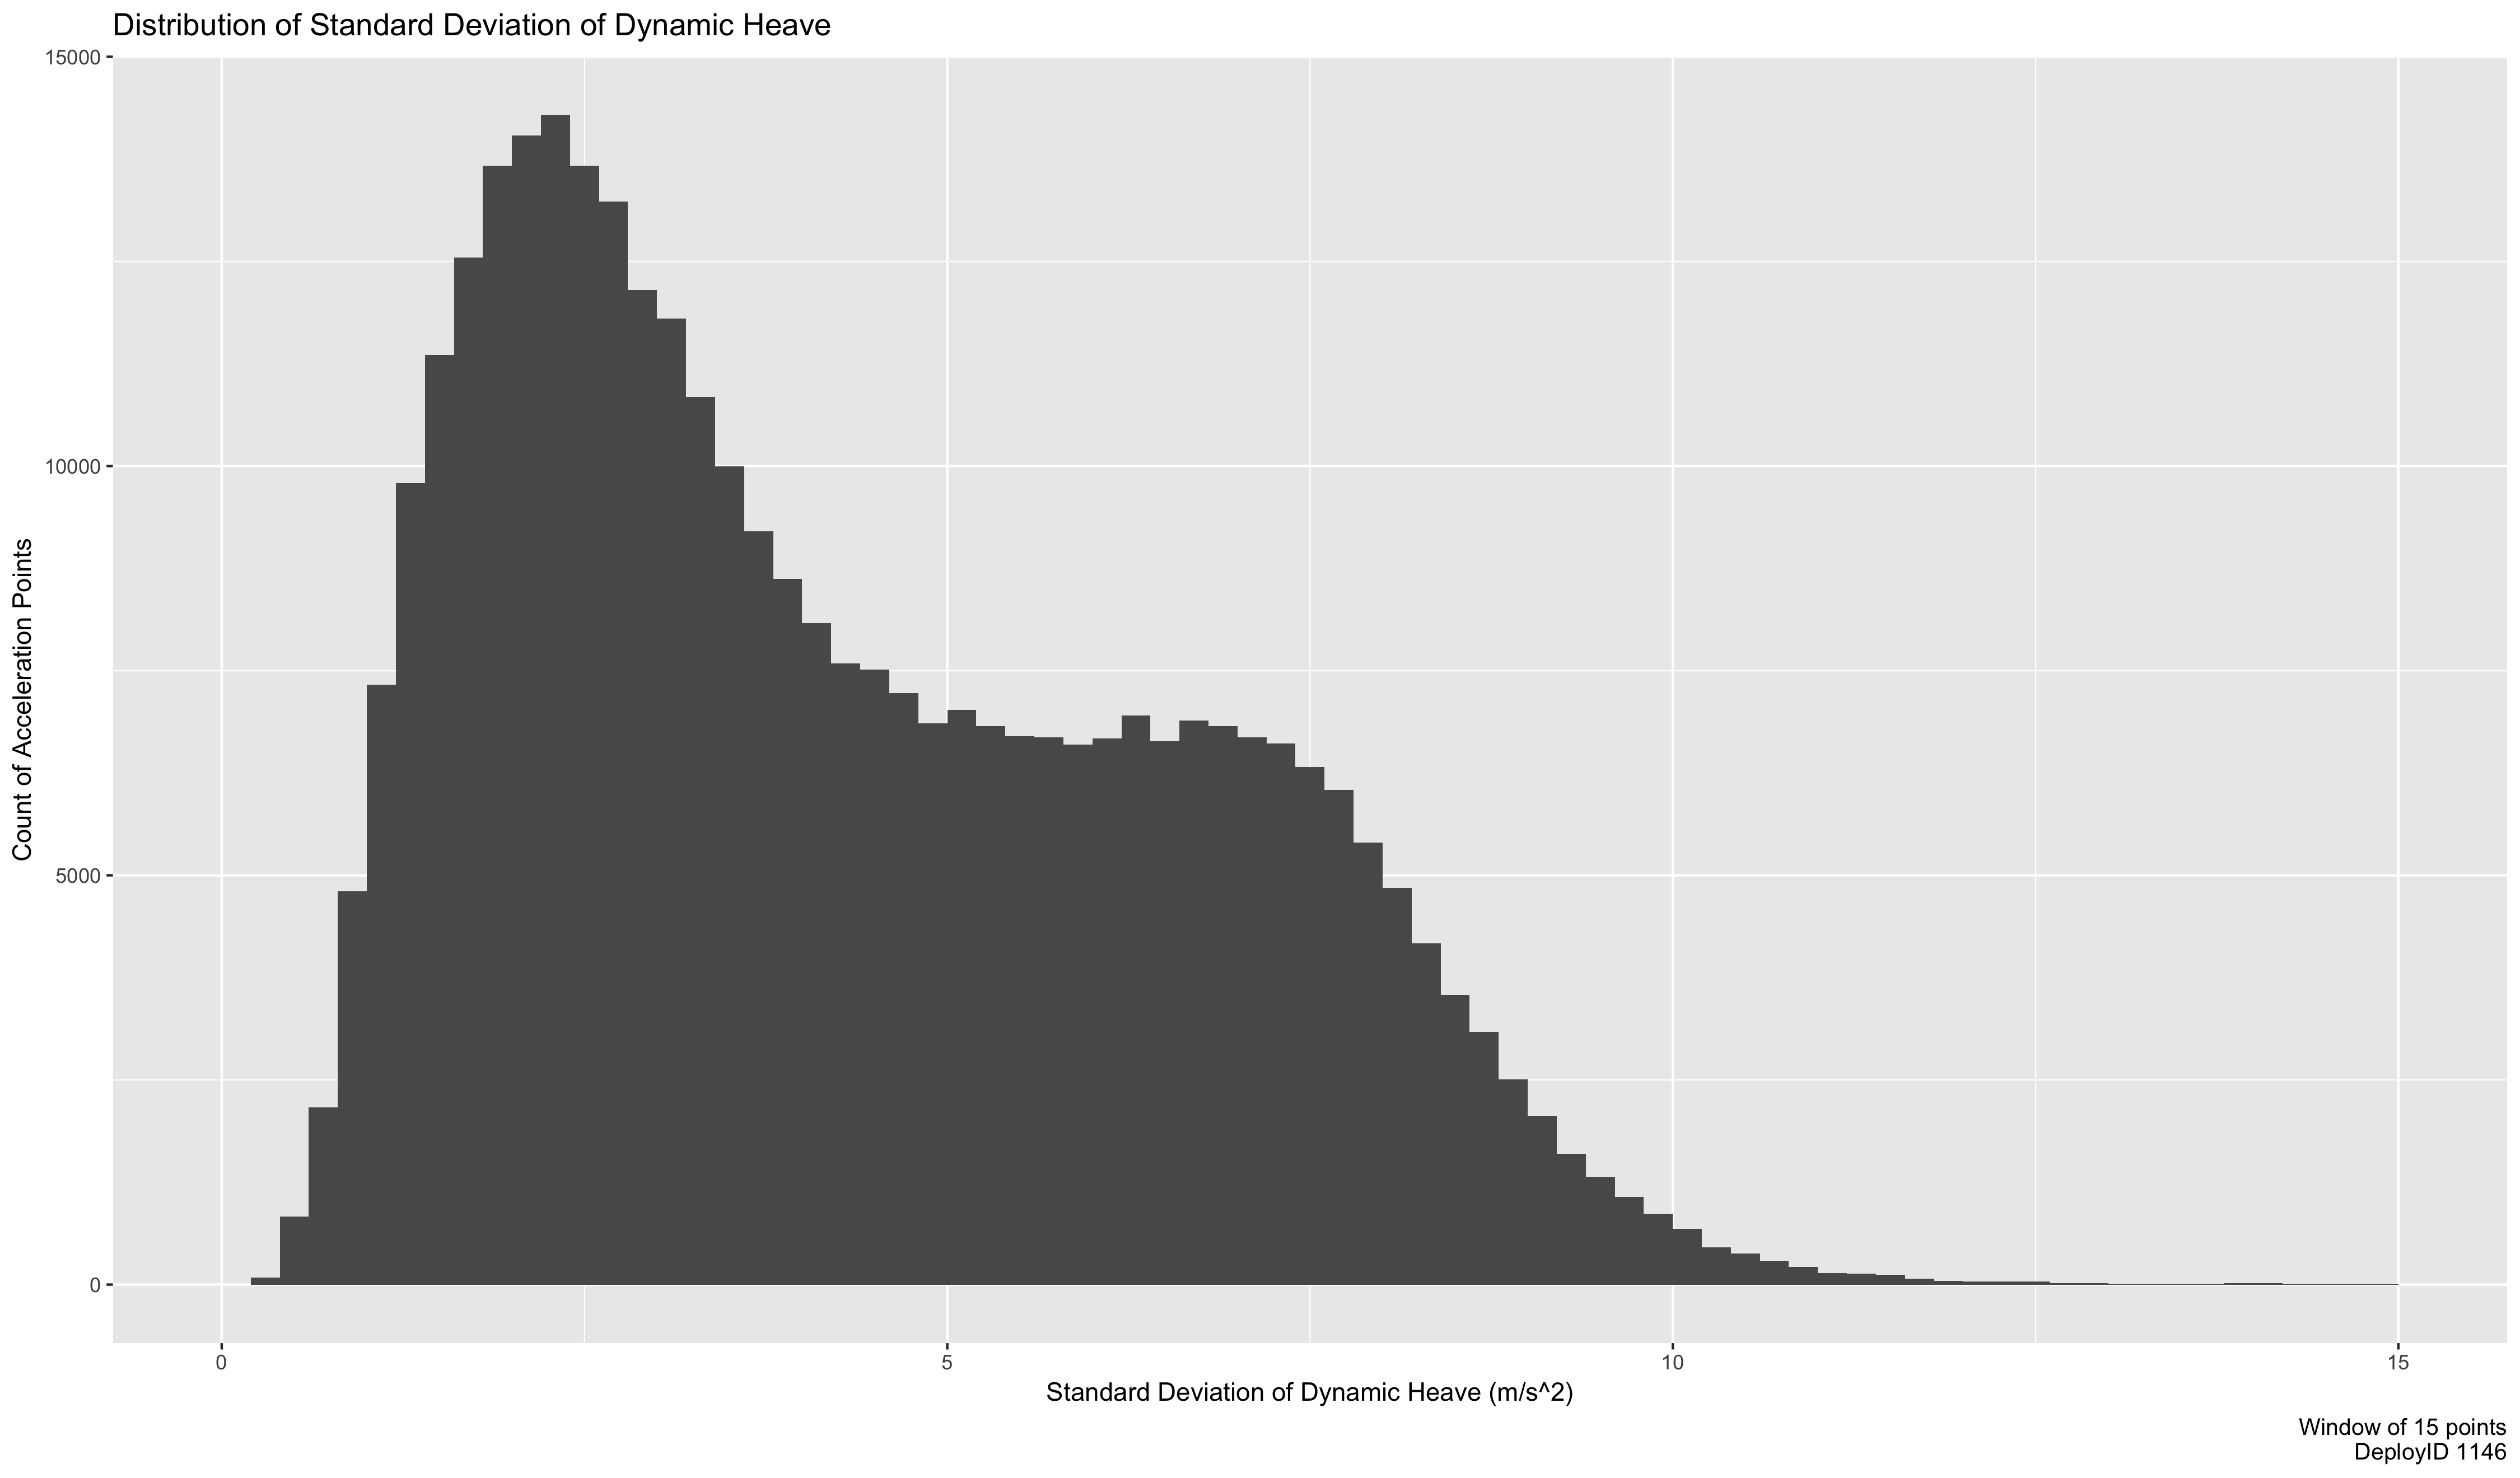 Distribution of Standard Deviation of Dynamic Heave
15000
10000
5000
0
Count of Acceleration Points
0
5
10
15
Standard Deviation of Dynamic Heave (m/s^2)
Window of 15 points
DeployID 1146